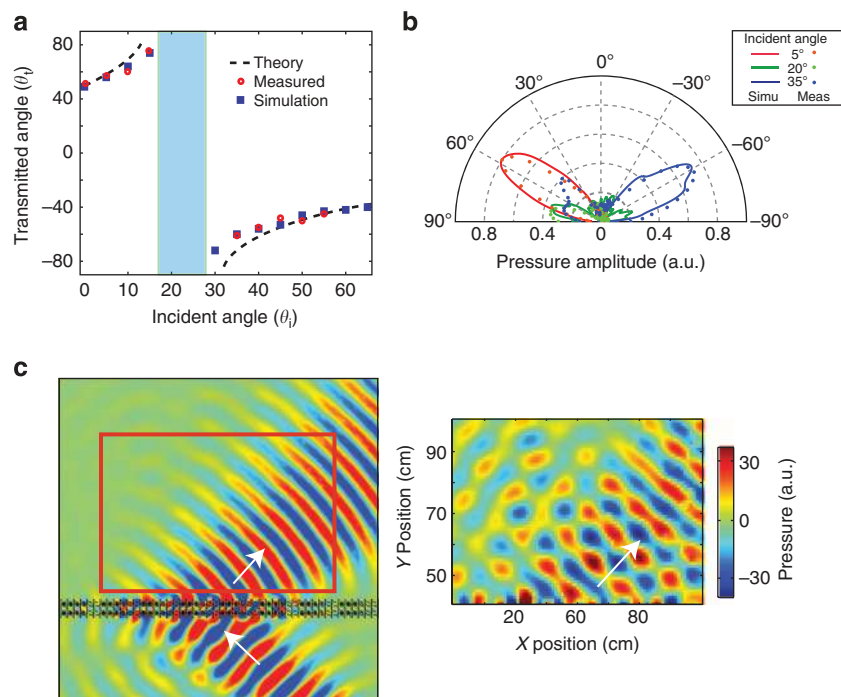 a
80
40
0
−40
−80
Transmitted angle (θt)
Theory
Measured
Simulation
0 10 20 30 40 50 60
Incident angle (θi)
b
Incident angle
5°
20°
35°
Simu Meas
0°
30° −30°
60° −60°
90° −90°
0.8 0.4 0 0.4 0.8
Pressure amplitude (a.u.)
c
Y Position (cm)
90
80
70
60
50
20 60 80
X position (cm)
30
0
−30
Pressure (a.u.)